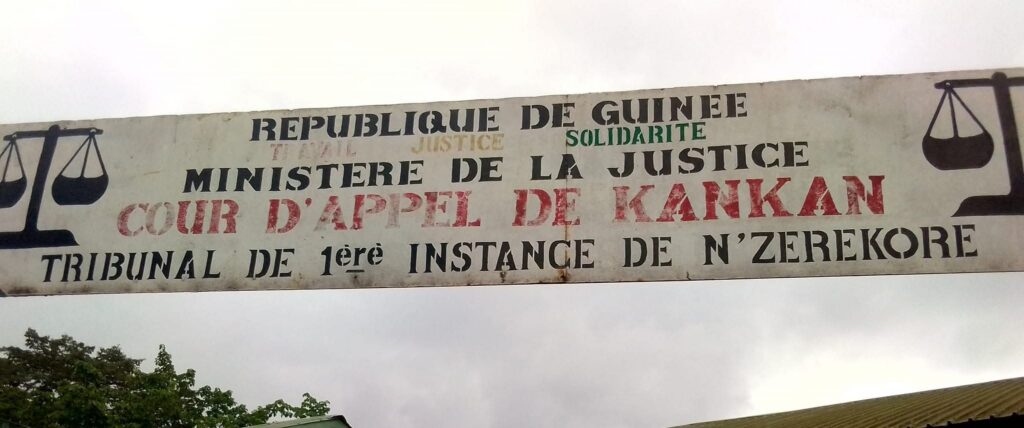 REPUBLIQUE DE GUINEE
TRAVAIL JUSTICE SOLIDARITE
MINISTERE DE LA JUSTICE
COUR D'APPEL DE KANKAN
TRIBUNAL DE 1èrè INSTANCE DE N'ZEREKORE